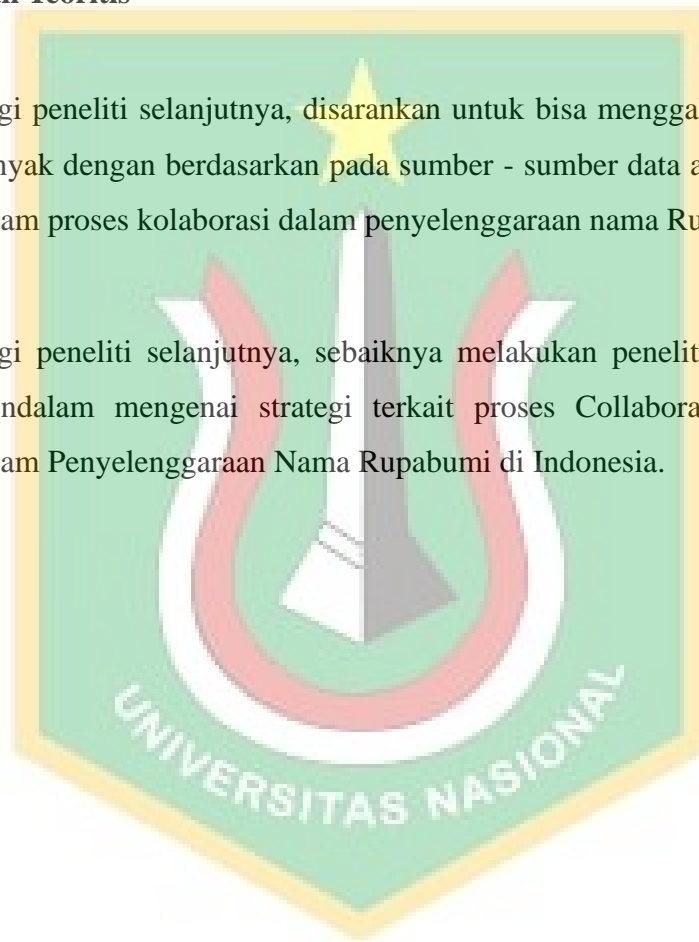 Teoritis
gi peneliti selanjutnya, disarankan untuk bisa mengga
nyak dengan berdasarkan pada sumber - sumber data a
am proses kolaborasi dalam penyelenggaraan nama Ru
gi peneliti selanjutnya, sebaiknya melakukan penelit
endalam mengenai strategi terkait proses Collabora
am Penyelenggaraan Nama Rupabumi di Indonesia.
UNIVERSITAS NASIONAL